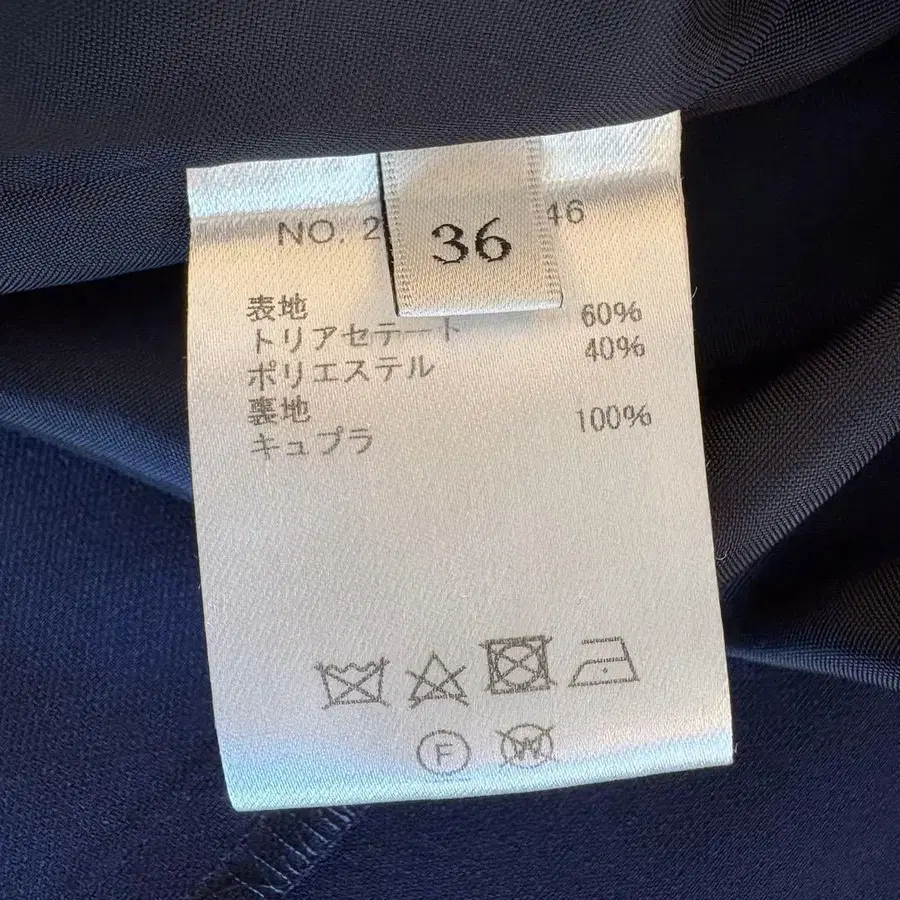 NO. 2 46
36
表地
トリアセテート 60%
ポリエステル 40%
裏地
キュプラ 100%
F
W